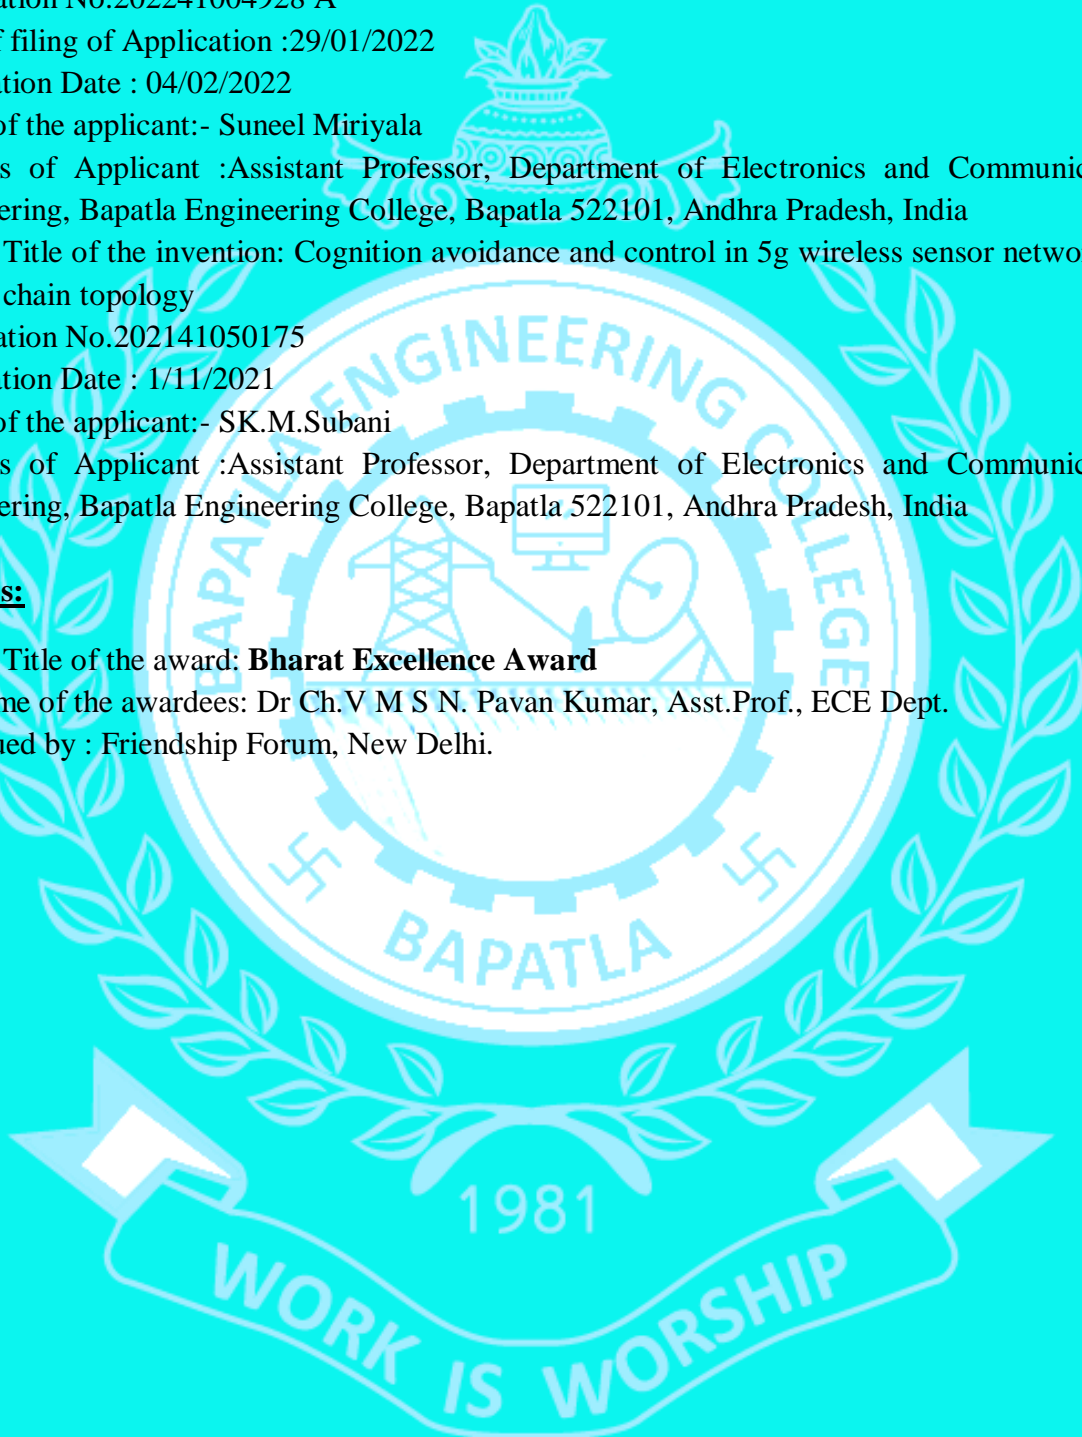 ation No.202241004928 A
f filing of Application :29/01/2022
ation Date : 04/02/2022
of the applicant:- Suneel Miriyala
s of Applicant :Assistant Professor, Department of Electronics and Communic
ering, Bapatla Engineering College, Bapatla 522101, Andhra Pradesh, India
Title of the invention: Cognition avoidance and control in 5g wireless sensor netwo
chain topology
ation No.202141050175
ation Date : 1/11/2021
of the applicant:- SK.M.Subani
s of Applicant :Assistant Professor, Department of Electronics and Communic
ering, Bapatla Engineering College, Bapatla 522101, Andhra Pradesh, India
s:
Title of the award: Bharat Excellence Award
me of the awardees: Dr Ch.V M S N. Pavan Kumar, Asst.Prof., ECE Dept.
ued by : Friendship Forum, New Delhi.
BAPATLA ENGINEERING COLLEGE
BAPATLA
1981
WORK IS WORSHIP